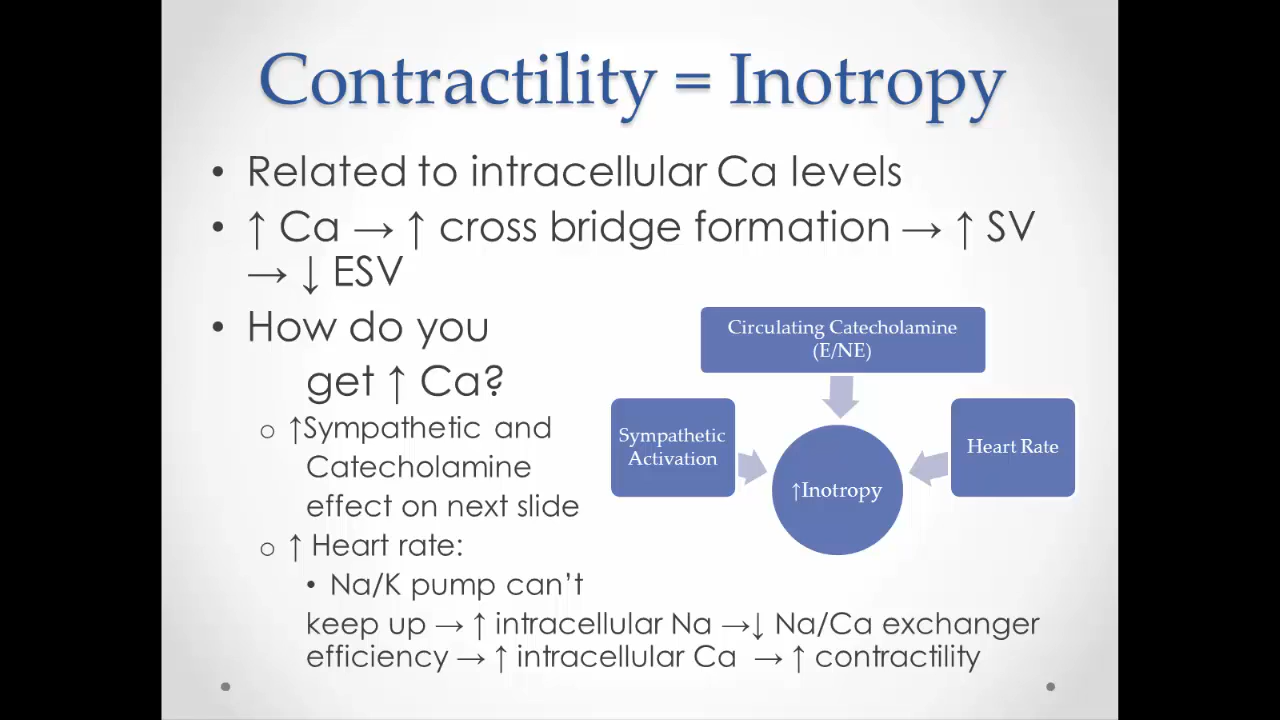 Contractility = Inotropy
• Related to intracellular Ca levels
• ↑ Ca → ↑ cross bridge formation → ↑ SV
→ ↓ ESV
• How do you
get ↑ Ca?
o ↑Sympathetic and
Catecholamine
effect on next slide
o ↑ Heart rate:
• Na/K pump can't
keep up → ↑ intracellular Na →↓ Na/Ca exchanger
efficiency → ↑ intracellular Ca → ↑ contractility
Circulating Catecholamine
(E/NE)
Sympathetic
Activation
Heart Rate
↑Inotropy